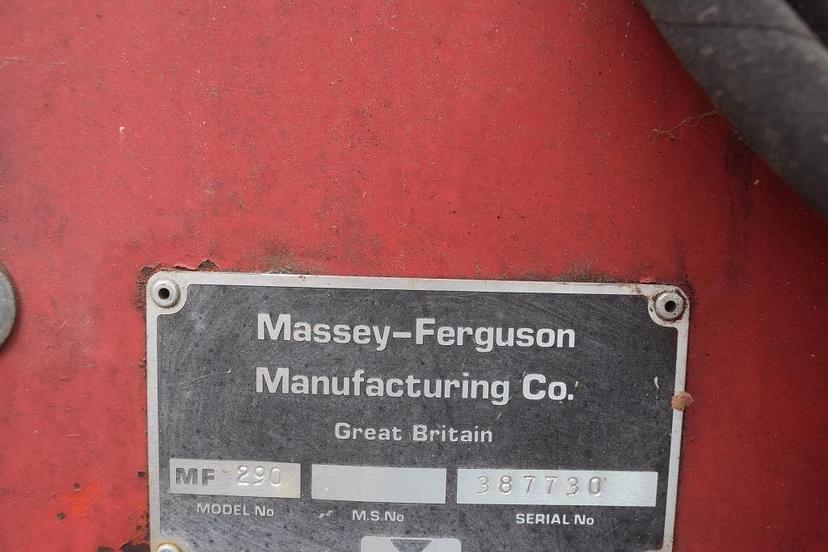 Massey-Ferguson
Manufacturing Co.
Great Britain
MF 290 387730
MODEL No M.S.No SERIAL No